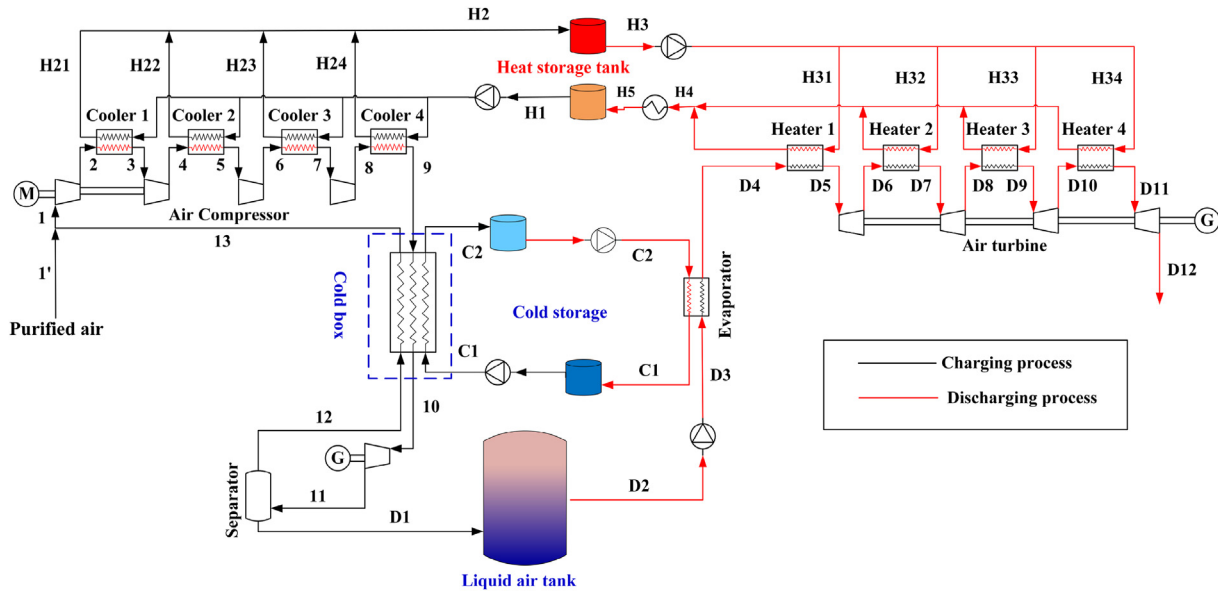 H2
H3
H21
H22
H23
H24
Heat storage tank
H31
H32
H33
H34
H1
H5
H4
Cooler 1
Cooler 2
Cooler 3
Cooler 4
Heater 1
Heater 2
Heater 3
Heater 4
2
3
4
5
6
7
8
9
D4
D5
D6
D7
D8
D9
D10
D11
M
1
Air Compressor
G
Air turbine
13
C2
C2
D12
1'
Cold box
Evaporator
Purified air
Cold storage
C1
C1
D3
Charging process
Discharging process
10
12
G
Separator
11
D2
D1
Liquid air tank